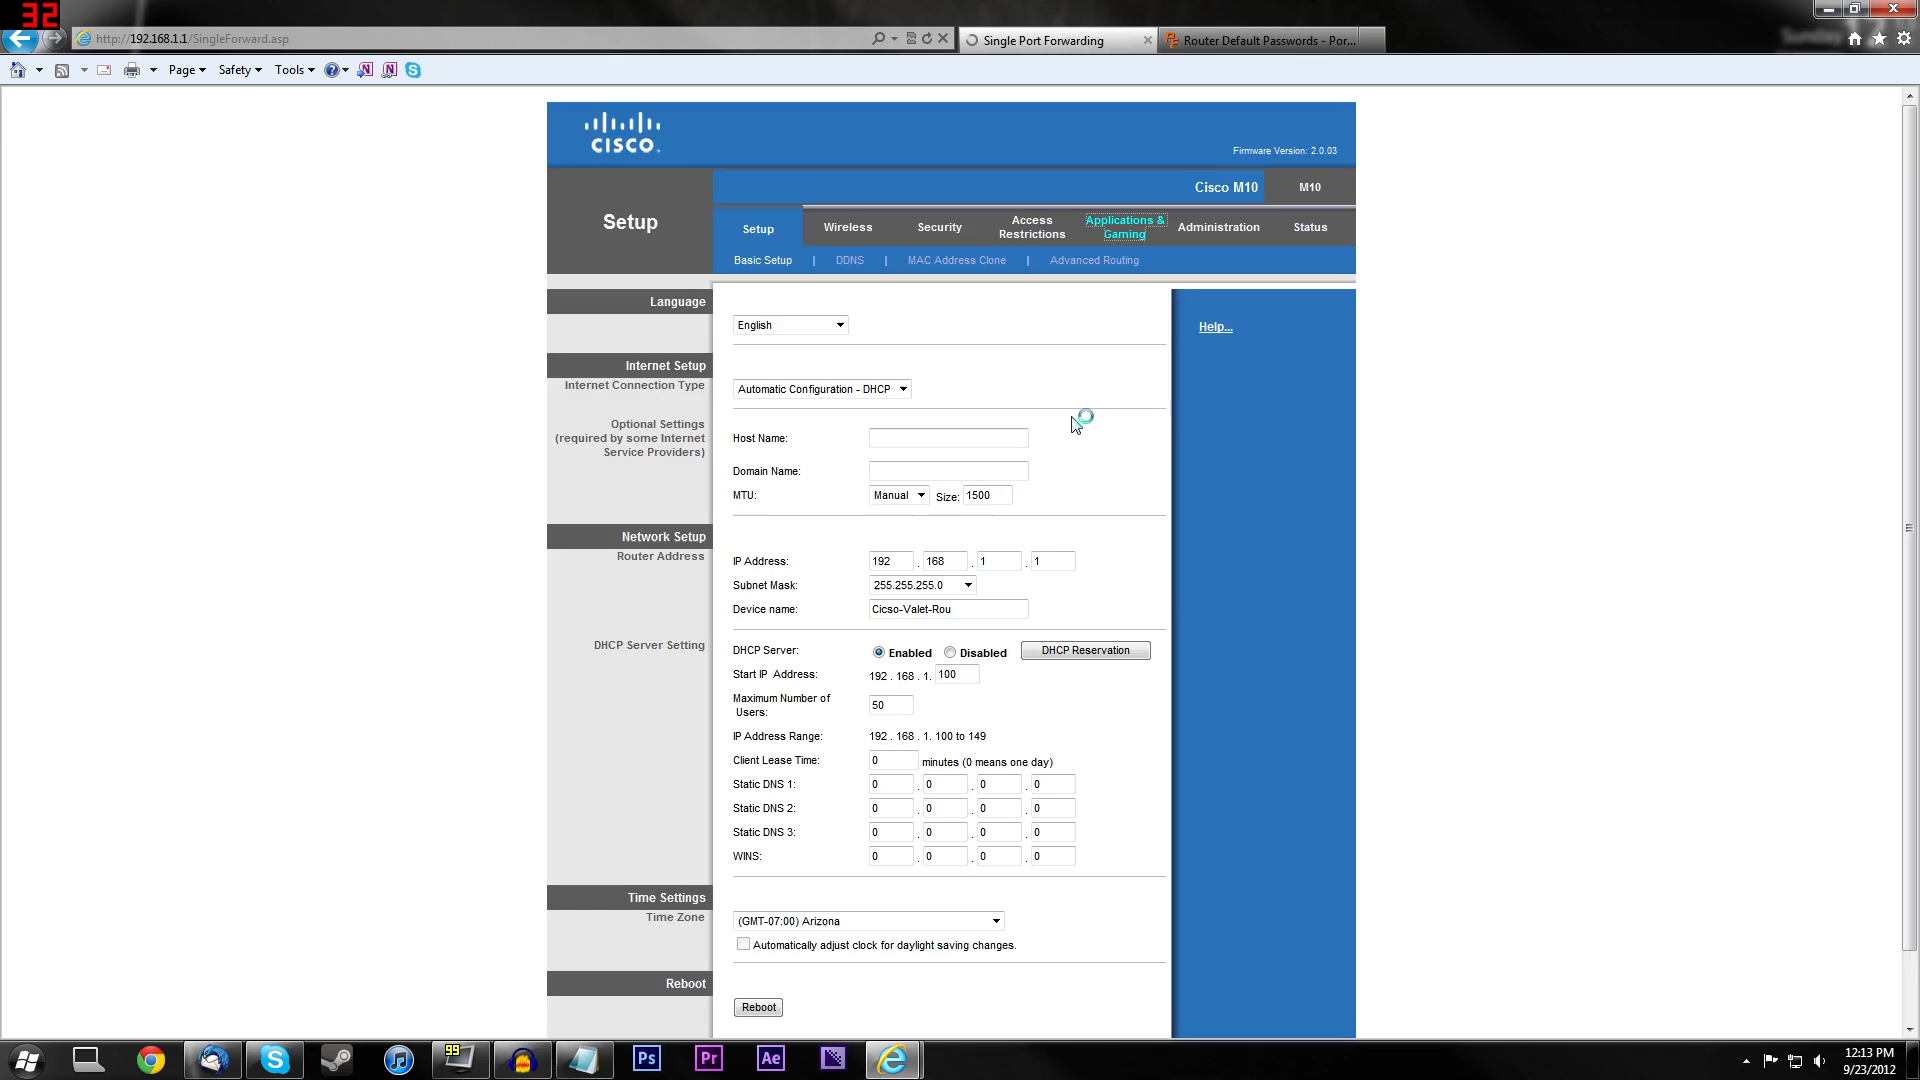 32
http://192.168.1.1/SingleForward.asp
Single Port Forwarding
Router Default Passwords - Por...
Sunday
Page
Safety
Tools
CISCO
Firmware Version: 2.0.03
Cisco M10
M10
Setup
Setup
Wireless
Security
Access
Restrictions
Applications &
Gaming
Administration
Status
Basic Setup | DDNS | MAC Address Clone | Advanced Routing
Language
English
Help...
Internet Setup
Internet Connection Type
Automatic Configuration - DHCP
Optional Settings
(required by some Internet
Service Providers)
Host Name:
Domain Name:
MTU: Manual Size: 1500
Network Setup
Router Address
IP Address: 192 . 168 . 1 . 1
Subnet Mask: 255.255.255.0
Device name: Cicso-Valet-Rou
DHCP Server Setting
DHCP Server: Enabled Disabled DHCP Reservation
Start IP Address: 192 . 168 . 1. 100
Maximum Number of
Users:
50
IP Address Range: 192 . 168 . 1. 100 to 149
Client Lease Time: 0 minutes (0 means one day)
Static DNS 1: 0 . 0 . 0 . 0
Static DNS 2: 0 . 0 . 0 . 0
Static DNS 3: 0 . 0 . 0 . 0
WINS: 0 . 0 . 0 . 0
Time Settings
Time Zone
(GMT-07:00) Arizona
Automatically adjust clock for daylight saving changes.
Reboot
Reboot
99
Ps
Pr
Ae
12:13 PM
9/23/2012